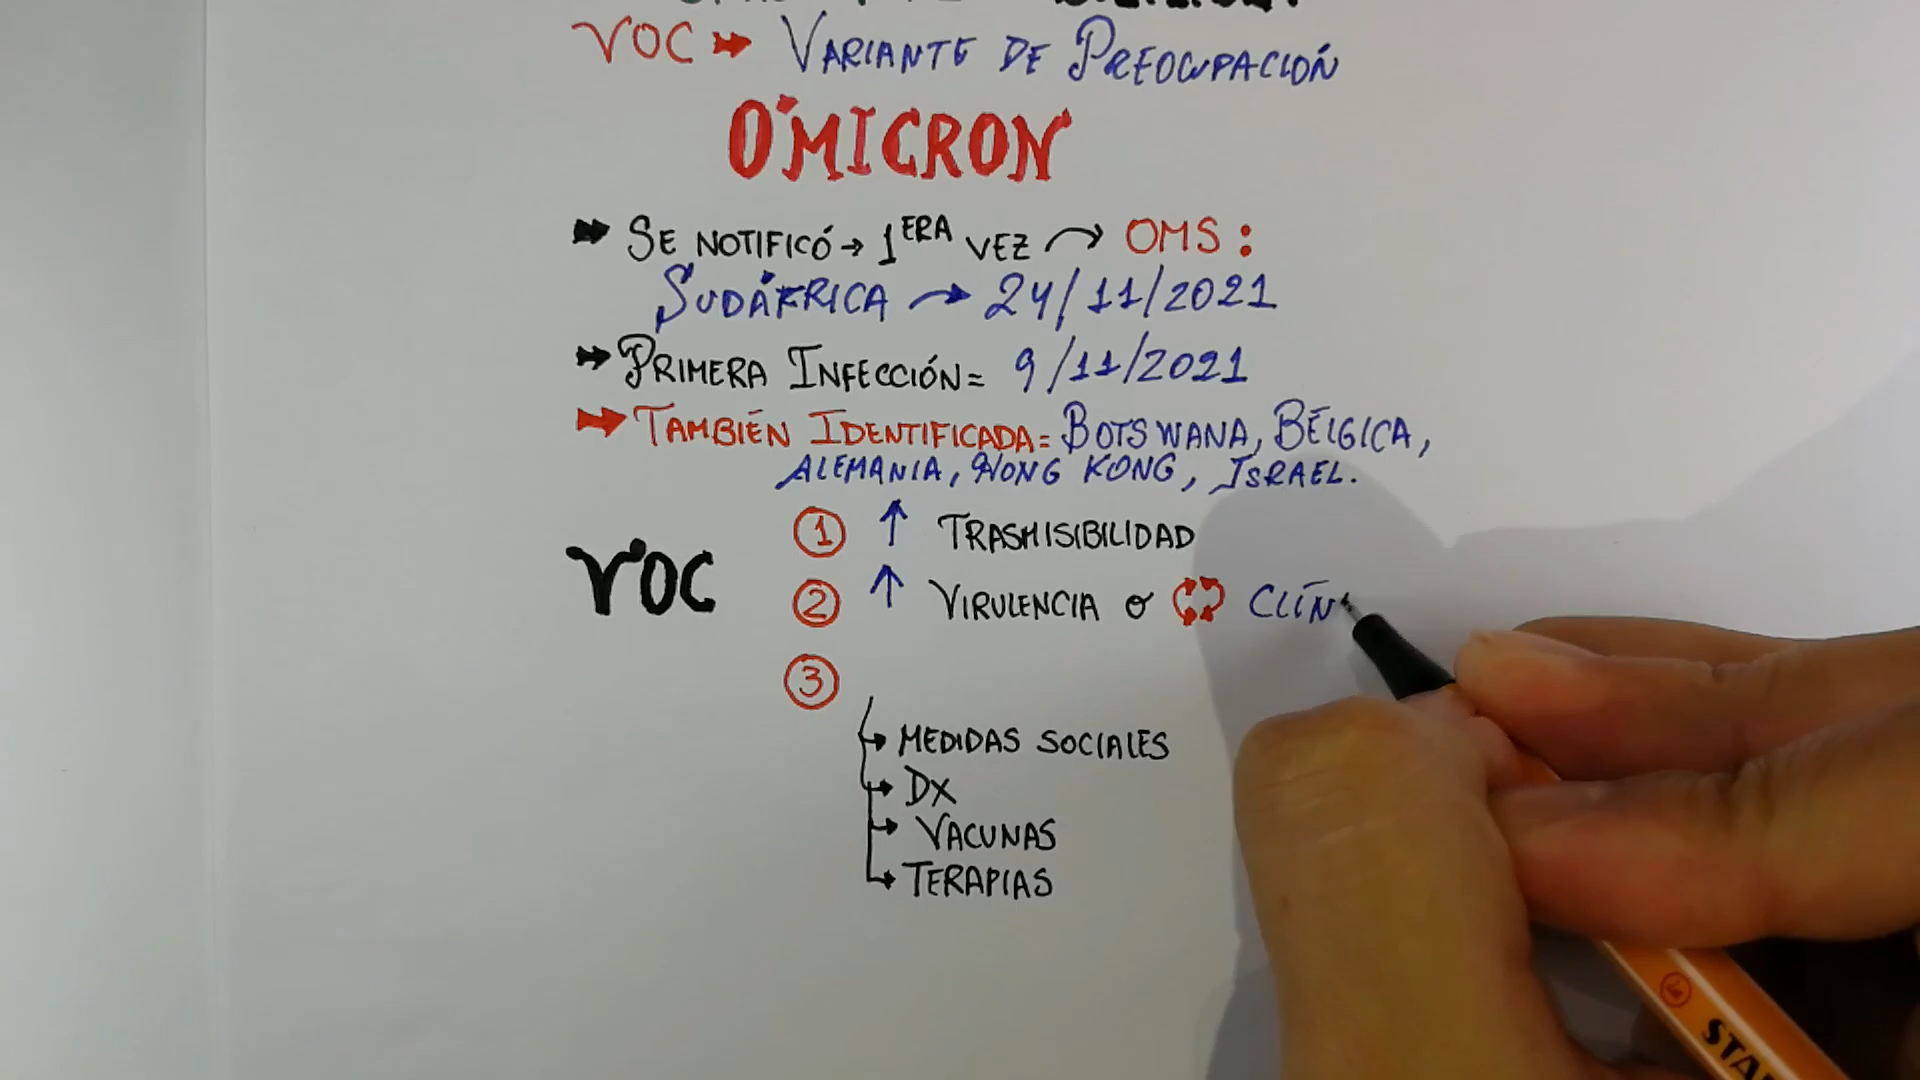 VOC → VARIANTE DE PREOCUPACIÓN
ÓMICRON
SE NOTIFICÓ → 1ERA VEZ → OMS:
SUDÁFRICA → 24/11/2021
PRIMERA INFECCIÓN = 9/11/2021
TAMBIÉN IDENTIFICADA = BOTSWANA, BÉLGICA,
ALEMANIA, HONG KONG, ISRAEL.
VOC
1 ↑ TRASMISIBILIDAD
2 ↑ VIRULENCIA O CLÍN
3
→ MEDIDAS SOCIALES
→ DX
→ VACUNAS
→ TERAPIAS
STA